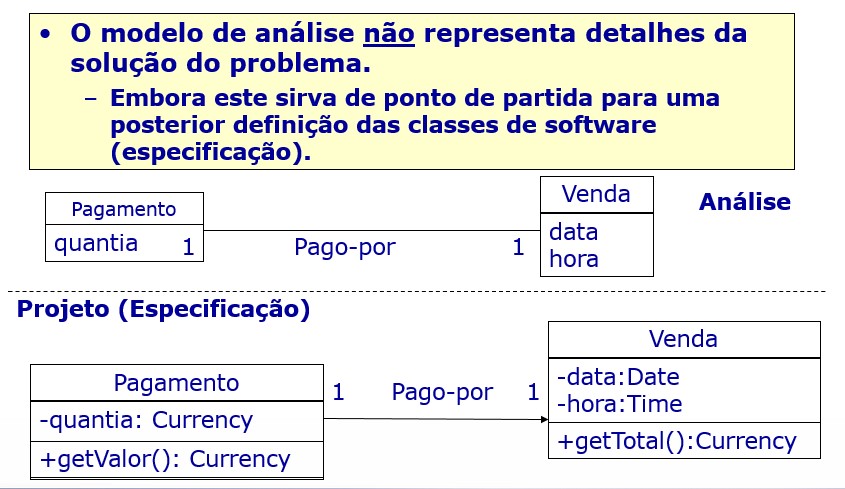 • O modelo de análise não representa detalhes da
solução do problema.
– Embora este sirva de ponto de partida para uma
posterior definição das classes de software
(especificação).
Pagamento
quantia
1
Pago-por
1
Venda
data
hora
Análise
Projeto (Especificação)
Pagamento
-quantia: Currency
+getValor(): Currency
1
Pago-por
1
Venda
-data:Date
-hora:Time
+getTotal():Currency